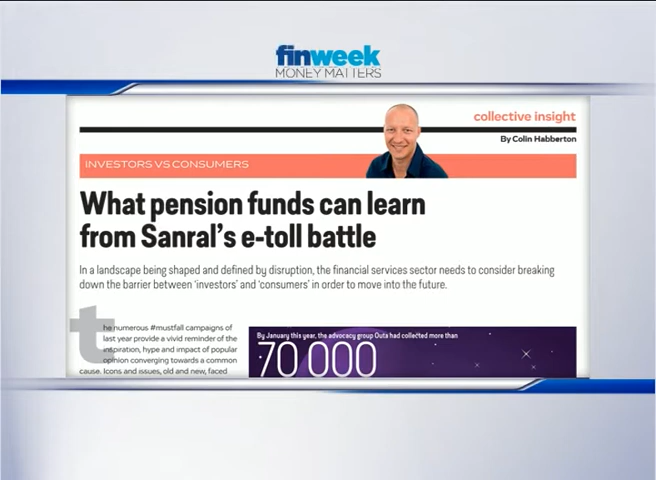 finweek
MONEY MATTERS
collective insight
By Colin Habberton
INVESTORS VS CONSUMERS
What pension funds can learn
from Sanral's e-toll battle
In a landscape being shaped and defined by disruption, the financial services sector needs to consider breaking
down the barrier between 'investors' and 'consumers' in order to move into the future.
the numerous #mustfall campaigns of
last year provide a vivid reminder of the
inspiration, hype and impact of popular
opinion converging towards a common
cause. Icons and issues, old and new, faced
By January this year, the advocacy group Outa had collected more than
70 000